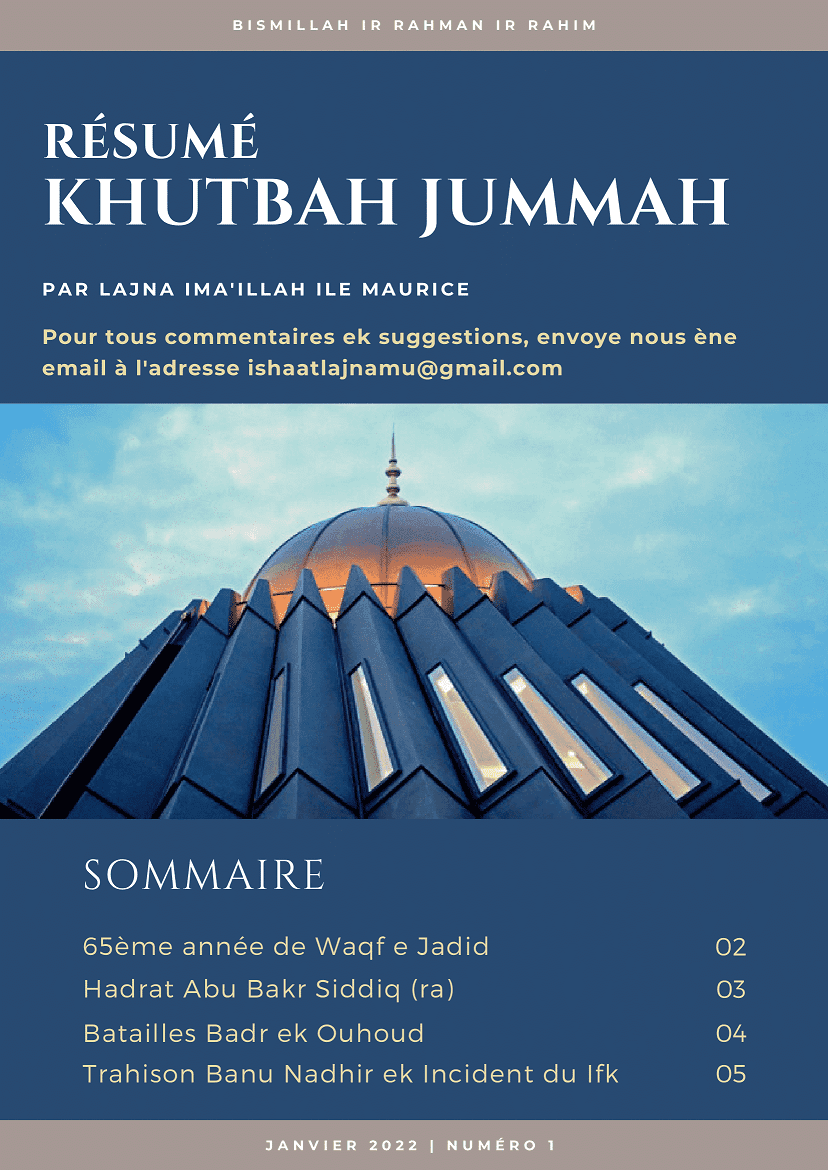 BISMILLAH IR RAHMAN IR RAHIM
RÉSUMÉ
KHUTBAH JUMMAH
PAR LAJNA IMA'ILLAH ILE MAURICE
Pour tous commentaires ek suggestions, envoye nous ène
email à l'adresse ishaatlajnamu@gmail.com
SOMMAIRE
65ème année de Waqf e Jadid 02
Hadrat Abu Bakr Siddiq (ra) 03
Batailles Badr ek Ouhoud 04
Trahison Banu Nadhir ek Incident du Ifk 05
JANVIER 2022 | NUMÉRO 1